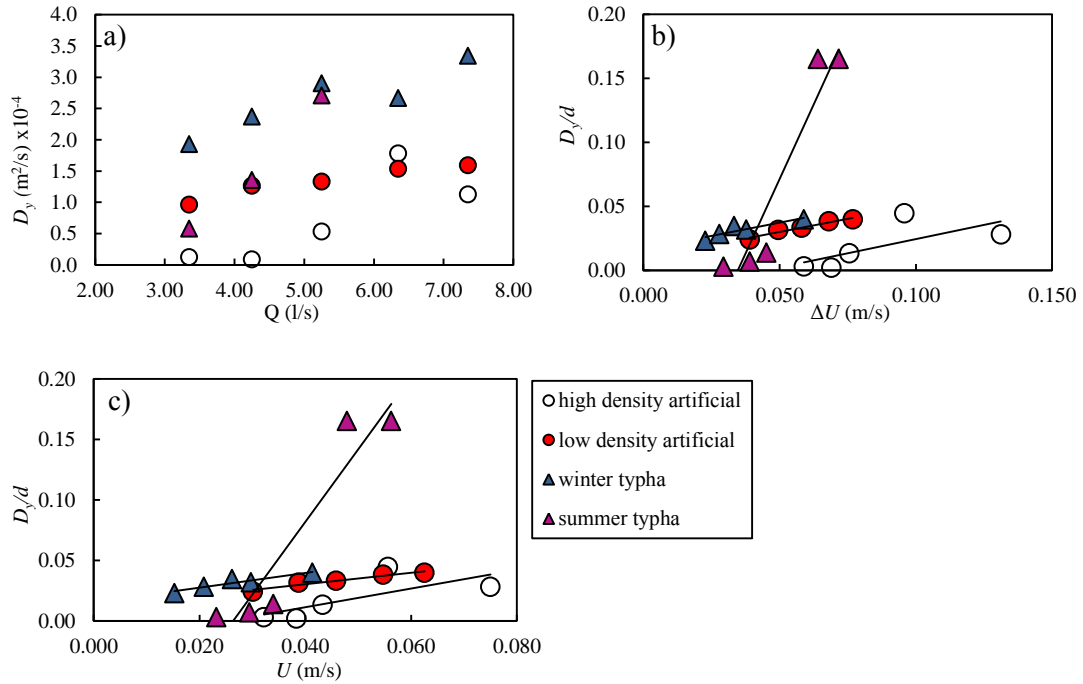 a)
4.0
3.5
3.0
2.5
2.0
1.5
1.0
0.5
0.0
D_y (m²/s) x10⁻⁴
2.00 3.00 4.00 5.00 6.00 7.00 8.00
Q (l/s)
b)
0.20
0.15
0.10
0.05
0.00
D_y/d
0.000 0.050 0.100 0.150
ΔU (m/s)
c)
0.20
0.15
0.10
0.05
0.00
D_y/d
0.000 0.020 0.040 0.060 0.080
U (m/s)
high density artificial
low density artificial
winter typha
summer typha